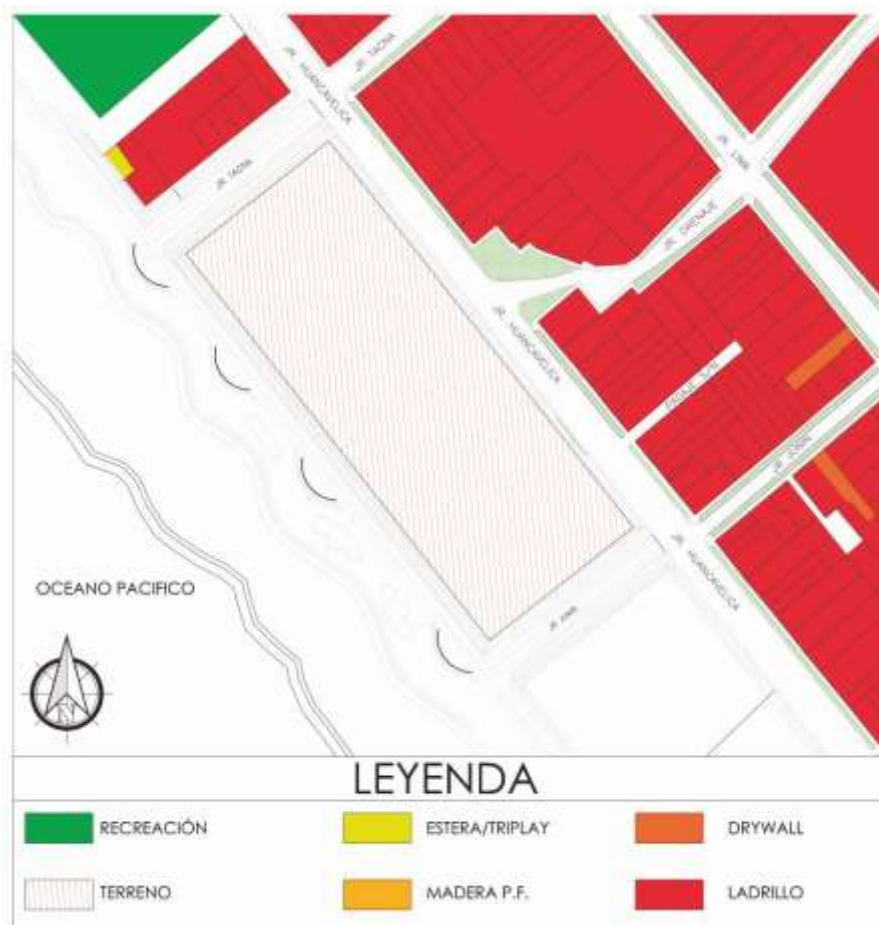 JR. TACNA
JR. HUANCAVELICA
JR. LIMA
JR. TACNA
JR. DRENAJE
JR. HUANCAVELICA
PASAJE S/N
JR. JUNIN
JR. HUANCAVELICA
JR. JUNIN
OCEANO PACIFICO
N
LEYENDA
RECREACIÓN
ESTERA/TRIPLAY
DRYWALL
TERRENO
MADERA P.F.
LADRILLO